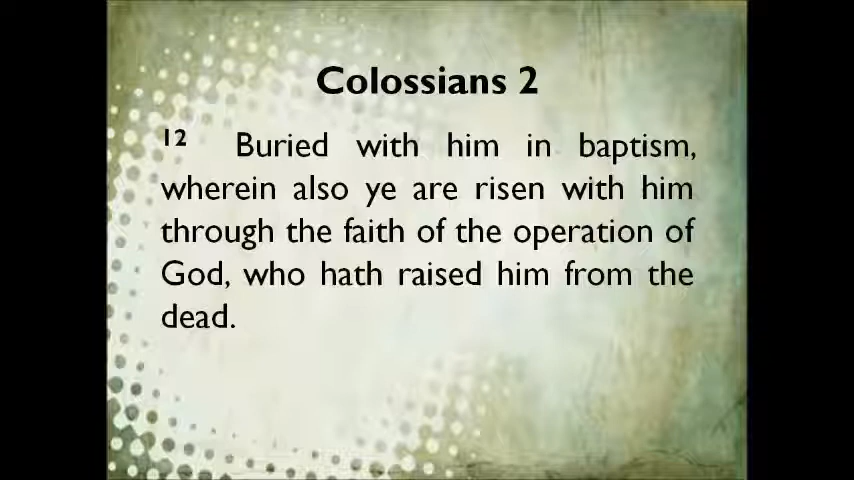 Colossians 2
12 Buried with him in baptism,
wherein also ye are risen with him
through the faith of the operation of
God, who hath raised him from the
dead.